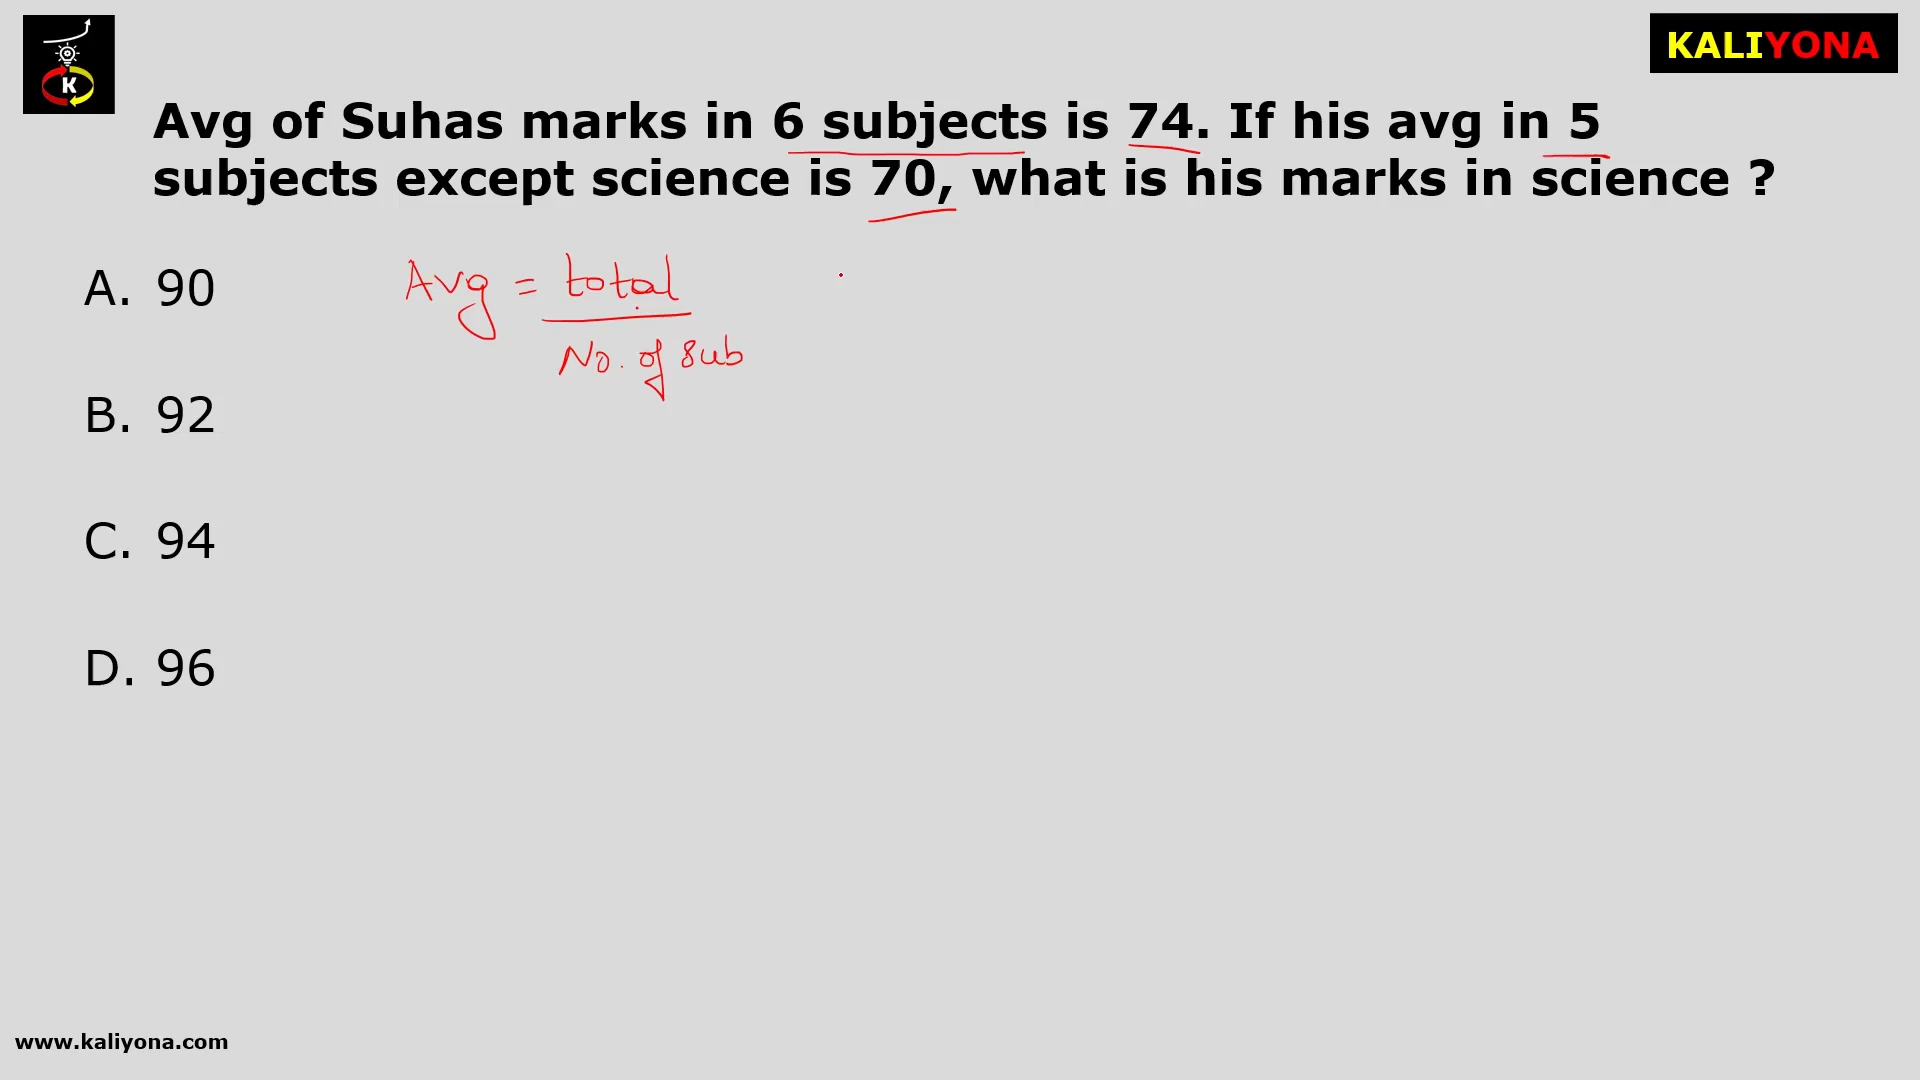 K
KALIYONA
Avg of Suhas marks in 6 subjects is 74. If his avg in 5
subjects except science is 70, what is his marks in science ?
A. 90
Avg = total
No. of sub
B. 92
C. 94
D. 96
www.kaliyona.com